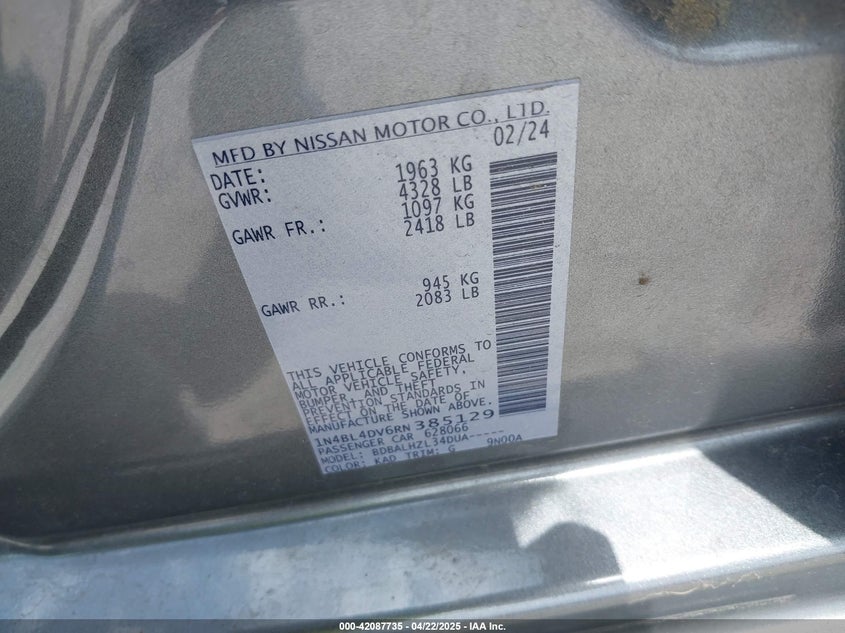 MFD BY NISSAN MOTOR CO., LTD.
DATE: 02/24
GVWR: 1963 KG
4328 LB
GAWR FR.: 1097 KG
2418 LB
GAWR RR.: 945 KG
2083 LB
THIS VEHICLE CONFORMS TO
ALL APPLICABLE FEDERAL
MOTOR VEHICLE SAFETY,
BUMPER, AND THEFT
PREVENTION STANDARDS IN
EFFECT ON THE DATE OF
MANUFACTURE SHOWN ABOVE.
1N4BL4DV6RN385129
PASSENGER CAR 628066
MODEL: BDBALHZL34DUA-----
COLOR: KAD TRIM: G 9N00A
000-42087735 - 04/22/2025 - IAA Inc.